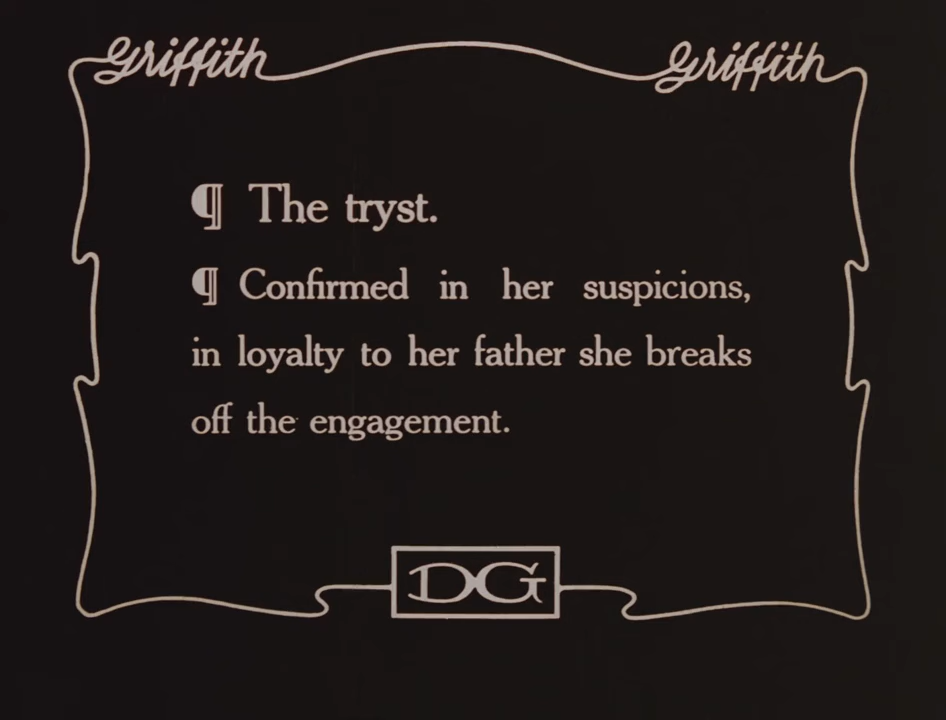 Griffith Griffith
¶ The tryst.
¶ Confirmed in her suspicions,
in loyalty to her father she breaks
off the engagement.
DG